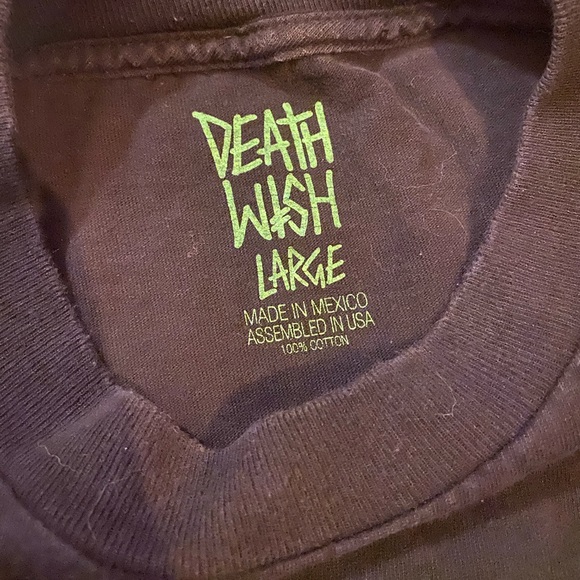 DEATH
WISH
LARGE
MADE IN MEXICO
ASSEMBLED IN USA
100% COTTON